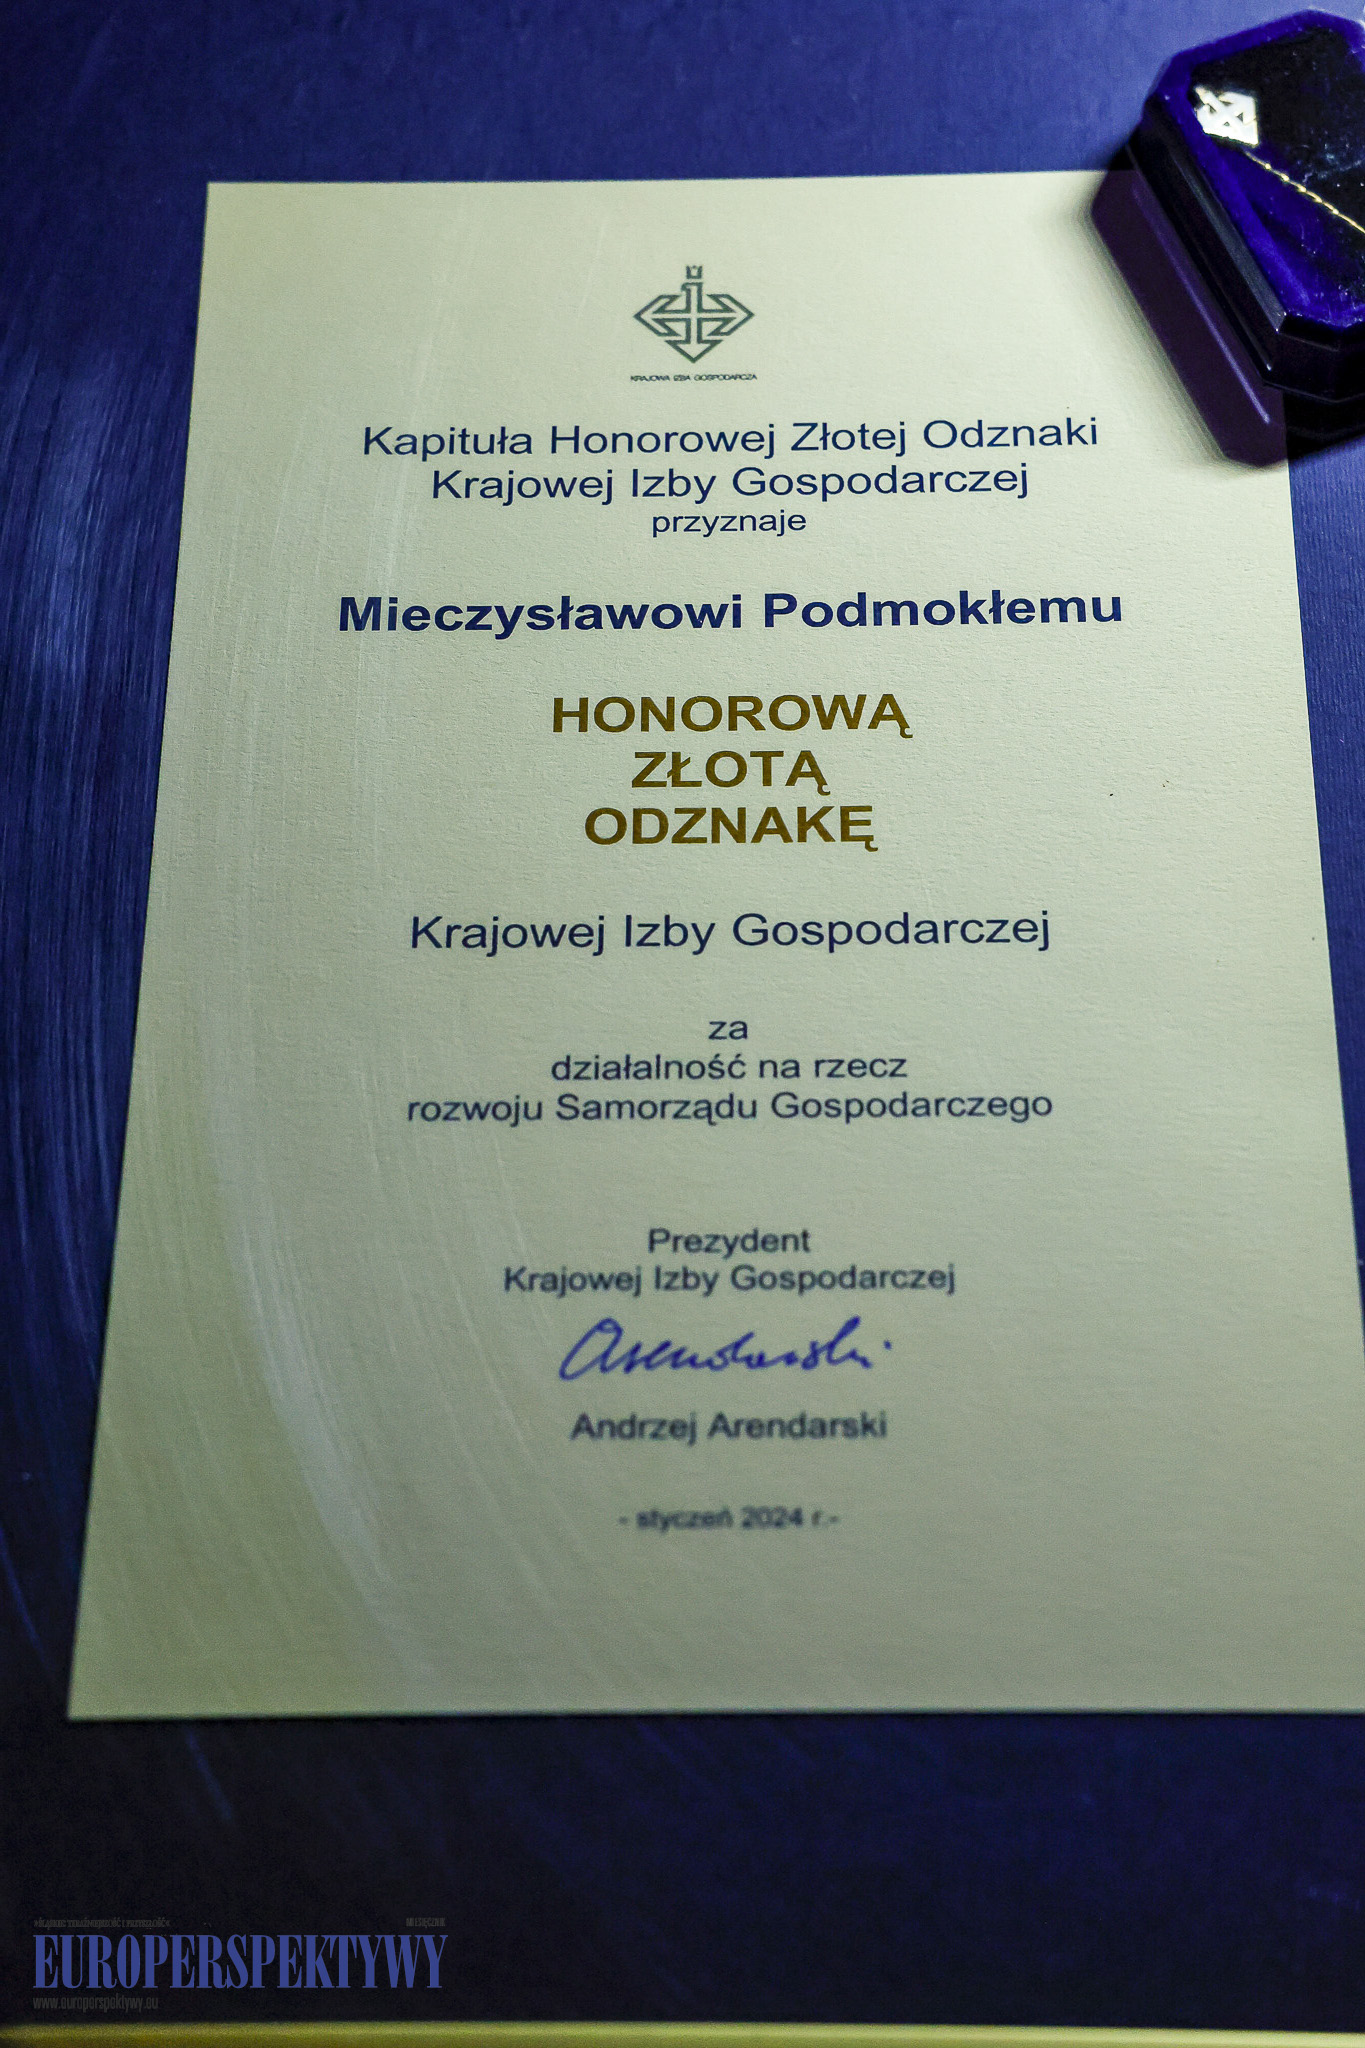 KRAJOWA IZBA GOSPODARCZA
Kapituła Honorowej Złotej Odznaki
Krajowej Izby Gospodarczej
przyznaje
Mieczysławowi Podmokłemu
HONOROWĄ
ZŁOTĄ
ODZNAKĘ
Krajowej Izby Gospodarczej
za
działalność na rzecz
rozwoju Samorządu Gospodarczego
Prezydent
Krajowej Izby Gospodarczej
Arendarski
Andrzej Arendarski
- styczeń 2024 r.-
MIESIĘCZNIK
EUROPERSPEKTYWY
www.europerspektywy.eu